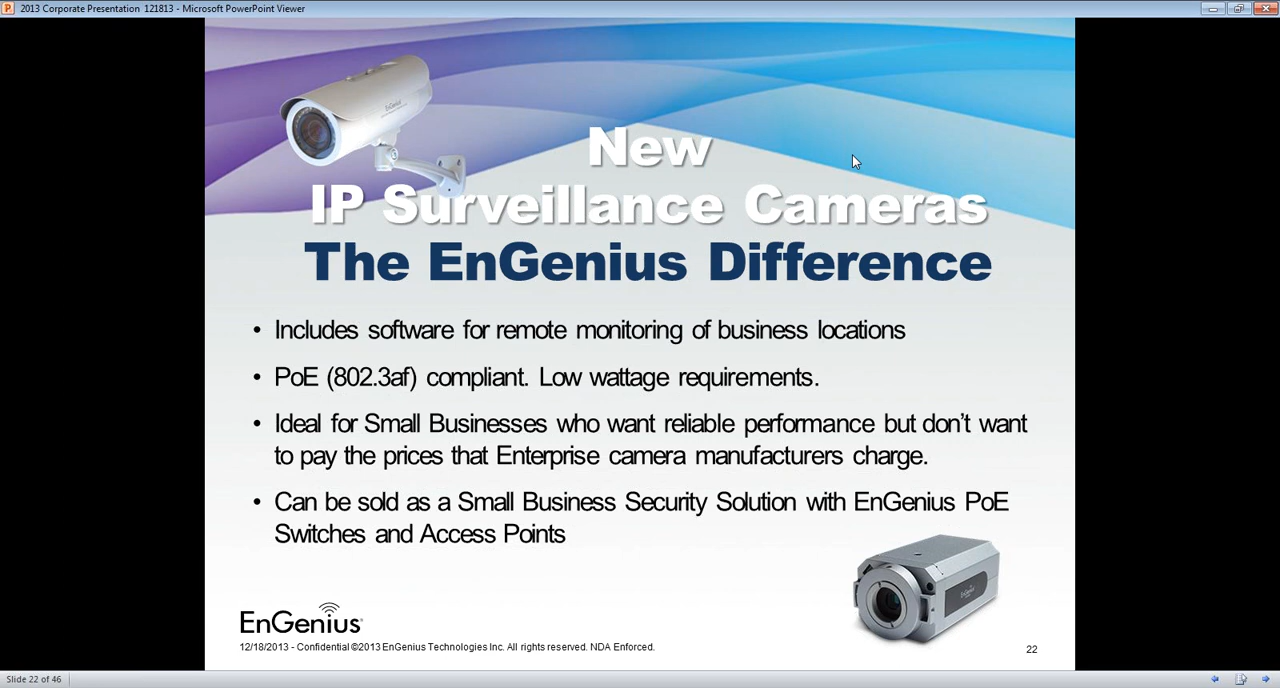 2013 Corporate Presentation 121813 - Microsoft PowerPoint Viewer
EnGenius
New
IP Surveillance Cameras
The EnGenius Difference
• Includes software for remote monitoring of business locations
• PoE (802.3af) compliant. Low wattage requirements.
• Ideal for Small Businesses who want reliable performance but don't want
to pay the prices that Enterprise camera manufacturers charge.
• Can be sold as a Small Business Security Solution with EnGenius PoE
Switches and Access Points
EnGenius
EnGenius
12/18/2013 - Confidential ©2013 EnGenius Technologies Inc. All rights reserved. NDA Enforced.
22
Slide 22 of 46